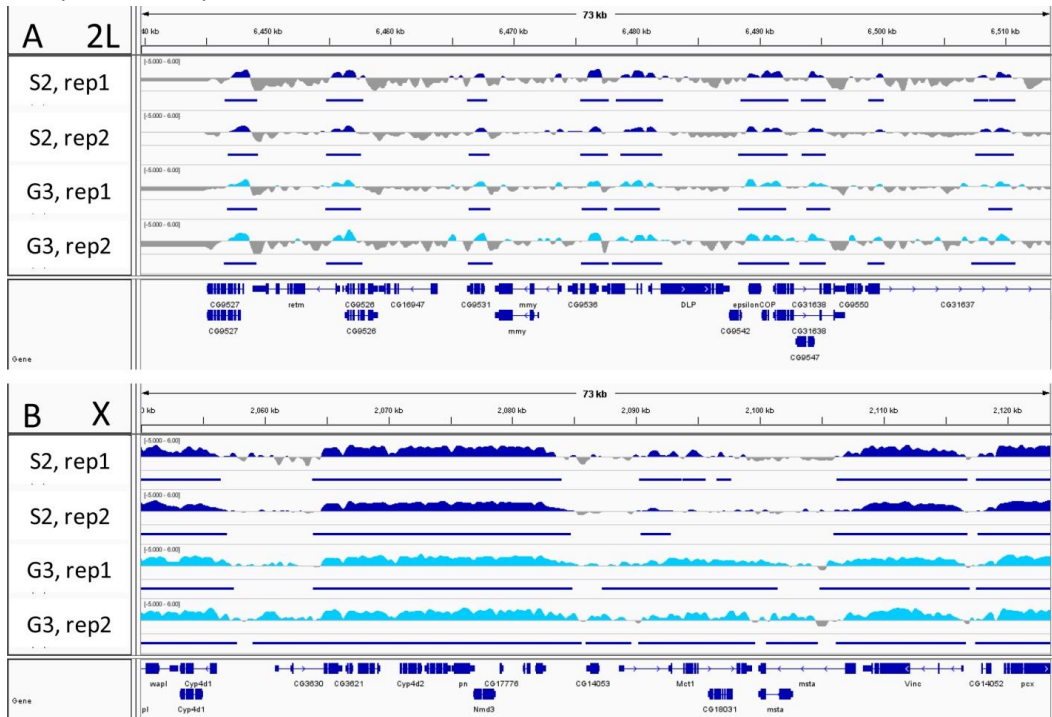 A 2L
73 kb
40 kb 6,450 kb 6,460 kb 6,470 kb 6,480 kb 6,490 kb 6,500 kb 6,510 kb
S2, rep1
[-5.000 - 6.00]
S2, rep2
[-5.000 - 6.00]
G3, rep1
[-5.000 - 6.00]
G3, rep2
[-5.000 - 6.00]
CG9527 retm CG9526 CG16947 CG9531 mmy CG9536 DLP epsilonCOP CG31638 CG9550 CG31637
CG9527 CG9526 mmy CG9542 CG31638
Gene CG9547
B X
73 kb
0 kb 2,060 kb 2,070 kb 2,080 kb 2,090 kb 2,100 kb 2,110 kb 2,120 kb
S2, rep1
[-5.000 - 6.00]
S2, rep2
[-5.000 - 6.00]
G3, rep1
[-5.000 - 6.00]
G3, rep2
[-5.000 - 6.00]
wapl Cyp4d1 CG3630 CG3621 Cyp4d2 pn CG17776 CG14053 Mct1 msta Vinc CG14052 pcx
Gene
pl Cyp4d1 Nmd3 CG18031 msta